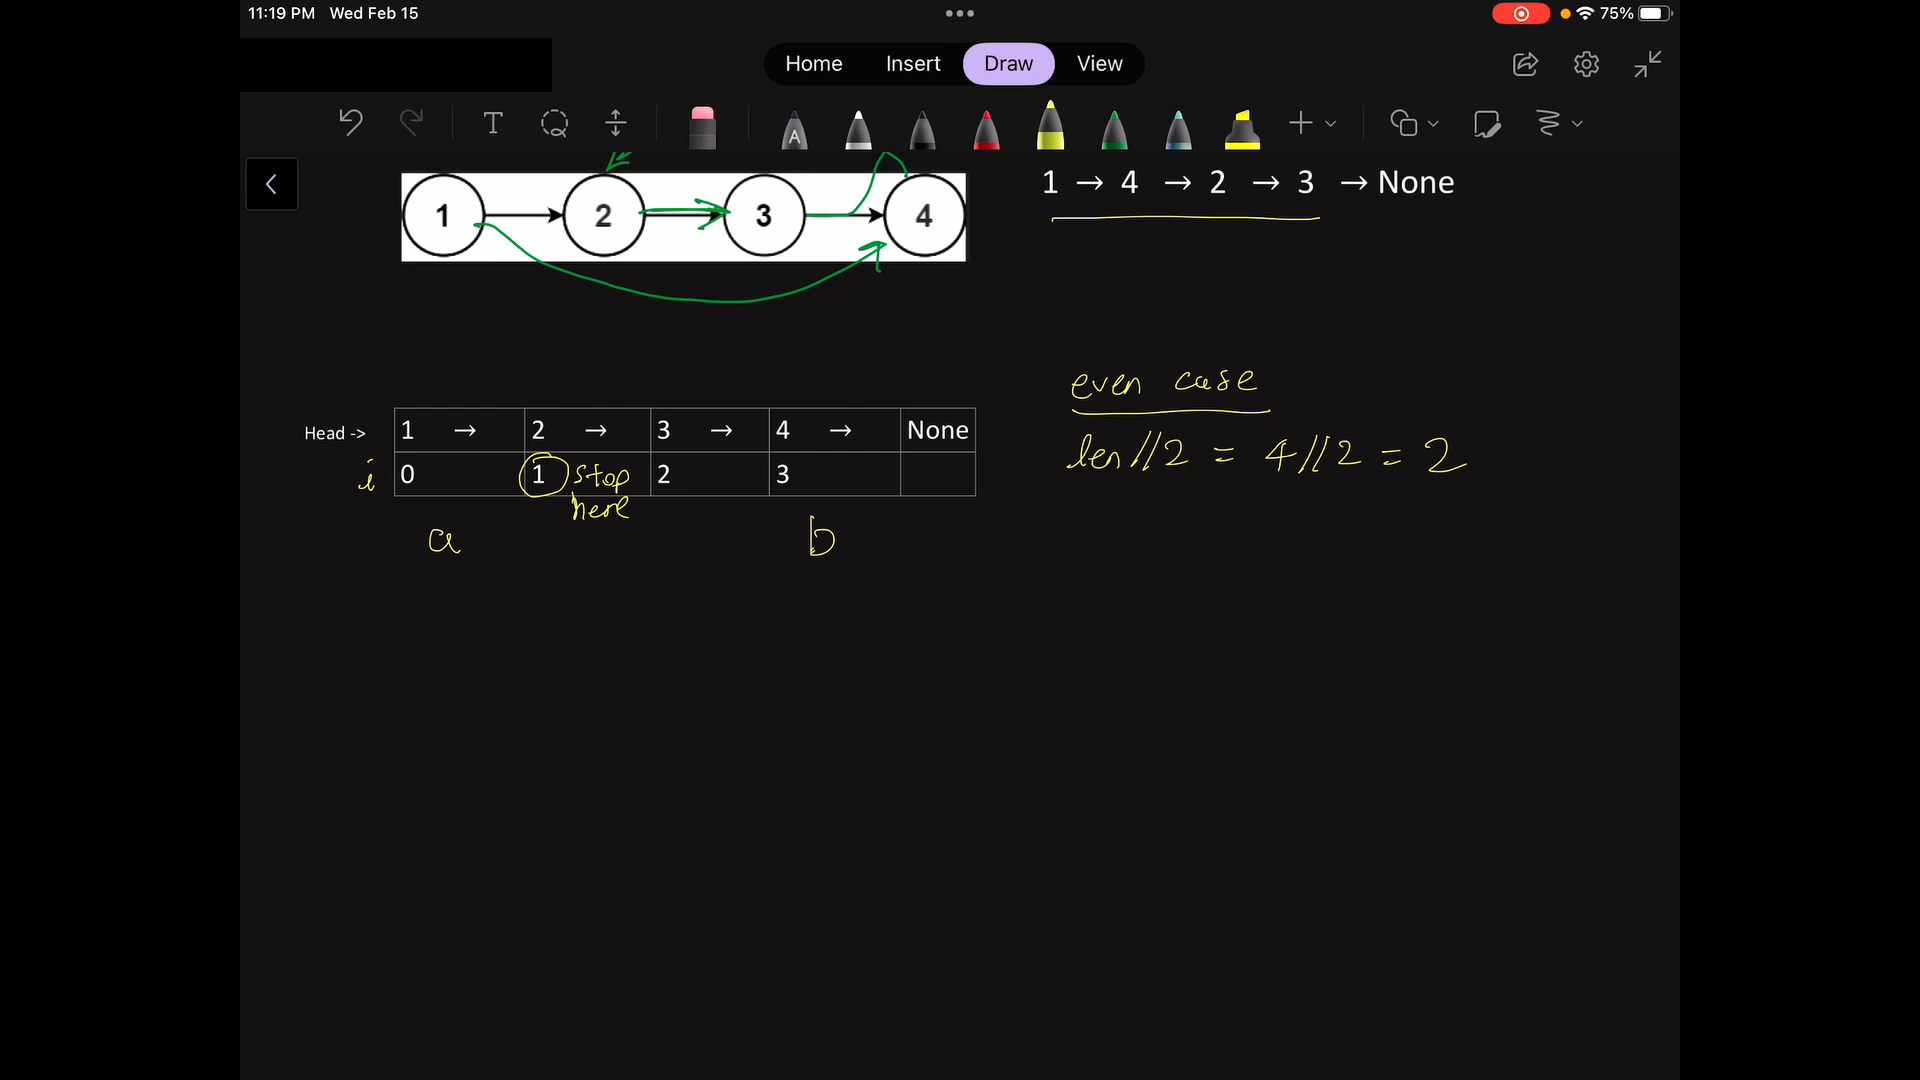 11:19 PM Wed Feb 15
75%
Home Insert Draw View
T A
1 2 3 4
1 → 4 → 2 → 3 → None
even case
Head -> 1 → 2 → 3 → 4 → None
len//2 = 4//2 = 2
i 0 1 stop here 2 3
a b